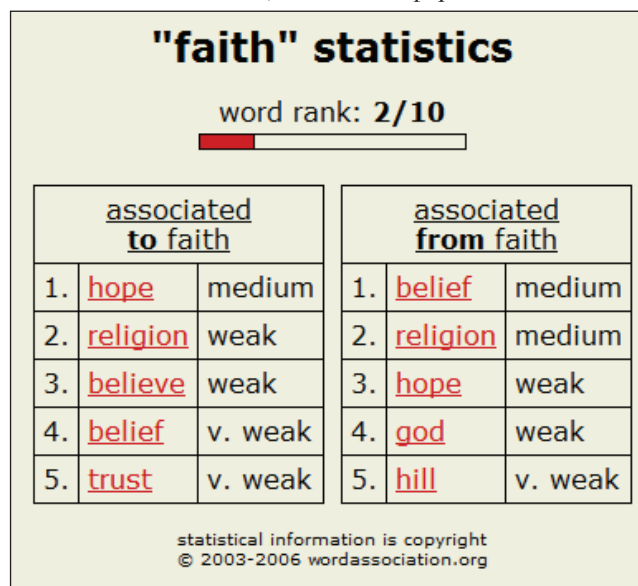 "faith" statistics
word rank: 2/10
associated
to faith
1. hope medium
2. religion weak
3. believe weak
4. belief v. weak
5. trust v. weak
associated
from faith
1. belief medium
2. religion medium
3. hope weak
4. god weak
5. hill v. weak
statistical information is copyright
© 2003-2006 wordassociation.org